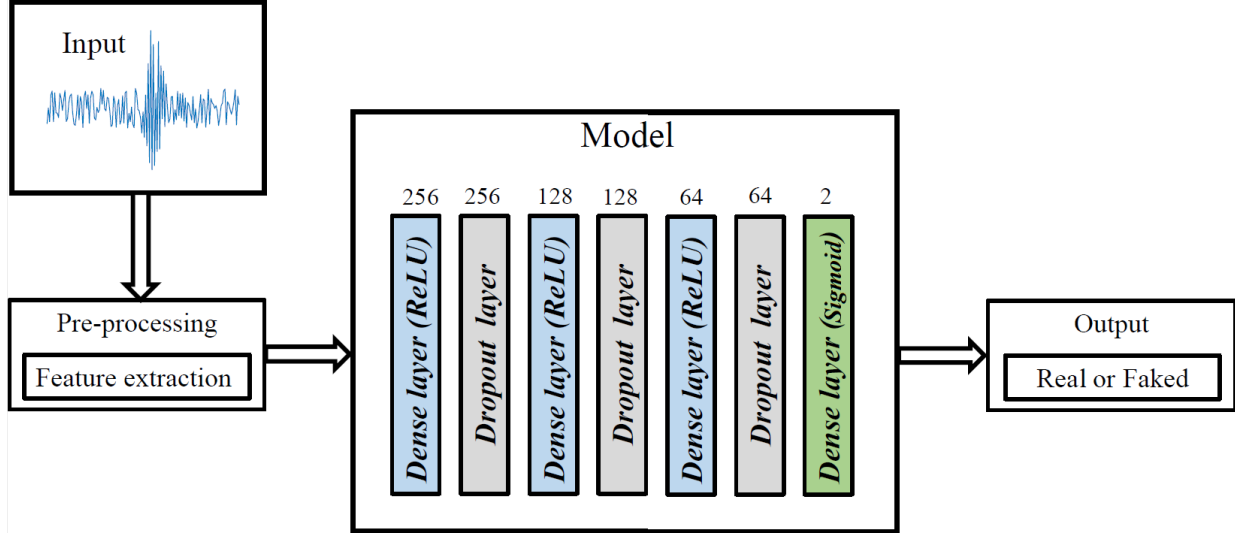 Input
Pre-processing
Feature extraction
Model
256 256 128 128 64 64 2
Dense layer (ReLU)
Dropout layer
Dense layer (ReLU)
Dropout layer
Dense layer (ReLU)
Dropout layer
Dense layer (Sigmoid)
Output
Real or Faked